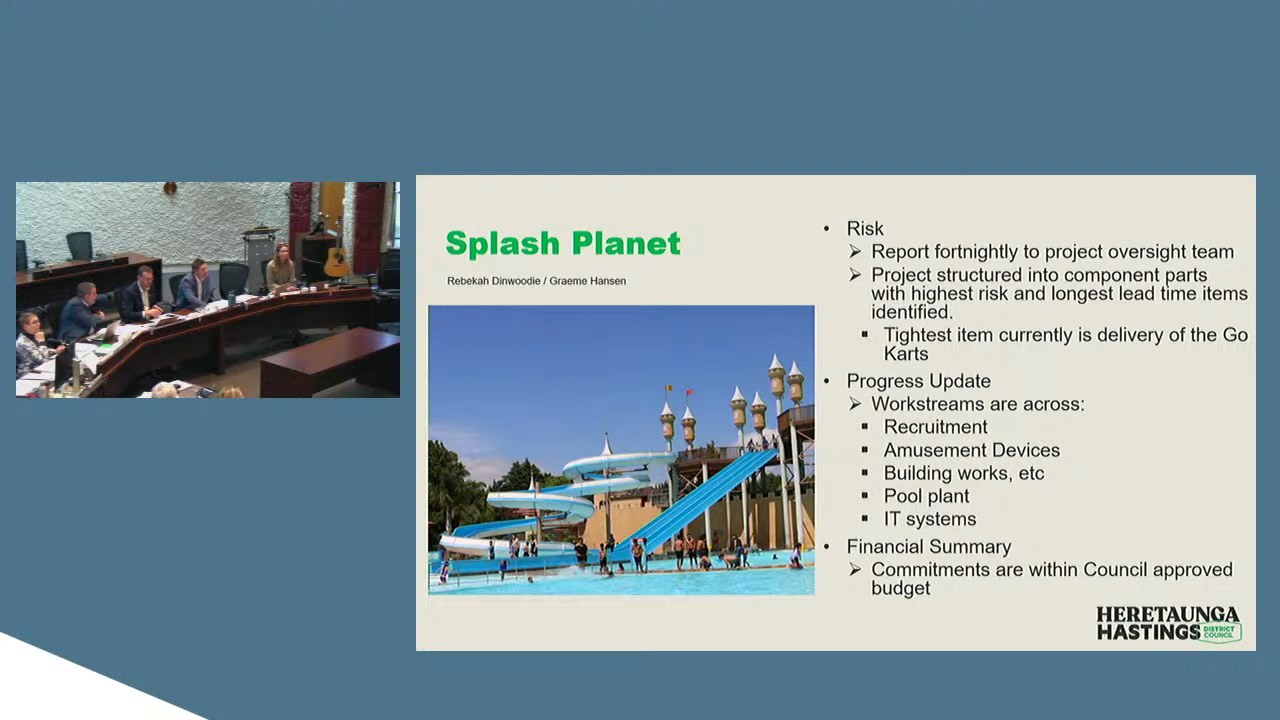 Splash Planet
Rebekah Dinwoodie / Graeme Hansen
• Risk
➢ Report fortnightly to project oversight team
➢ Project structured into component parts
with highest risk and longest lead time items
identified.
▪ Tightest item currently is delivery of the Go
Karts
• Progress Update
➢ Workstreams are across:
▪ Recruitment
▪ Amusement Devices
▪ Building works, etc
▪ Pool plant
▪ IT systems
• Financial Summary
➢ Commitments are within Council approved
budget
HERETAUNGA
HASTINGS DISTRICT
COUNCIL